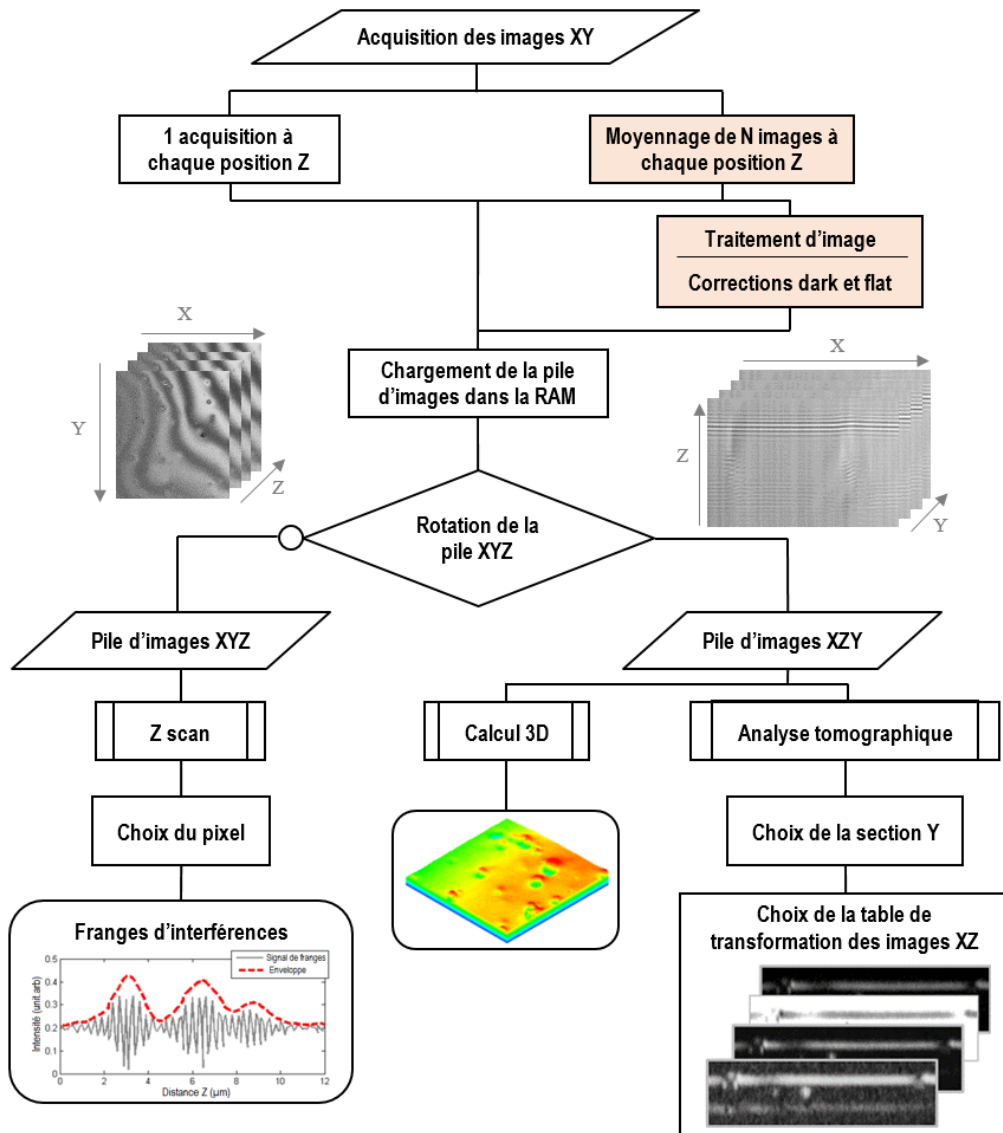 Acquisition des images XY
1 acquisition à
chaque position Z
Moyennage de N images à
chaque position Z
Traitement d'image
Corrections dark et flat
X
Y
Z
Chargement de la pile
d'images dans la RAM
X
Z
Y
Rotation de la
pile XYZ
Pile d'images XYZ
Pile d'images XZY
Z scan
Calcul 3D
Analyse tomographique
Choix du pixel
Choix de la section Y
Franges d'interférences
Signal de franges
Enveloppe
Intensité (unit.arb)
0.5
0.4
0.3
0.2
0.1
0
0 2 4 6 8 10 12
Distance Z (µm)
Choix de la table de
transformation des images XZ